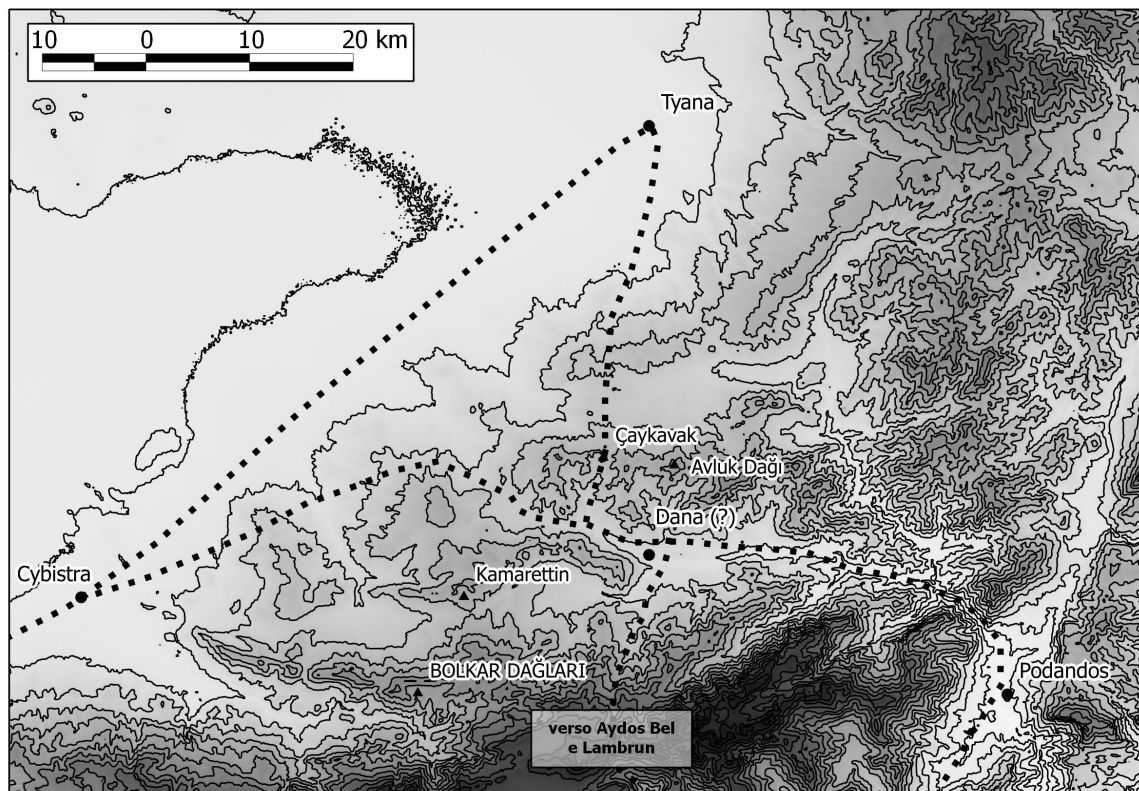 10 0 10 20 km
Tyana
Çaykavak
Avluk Dağı
Dana (?)
Cybistra
Kamarettin
BOLKAR DAĞLARI
Podandos
verso Aydos Bel
e Lambrun